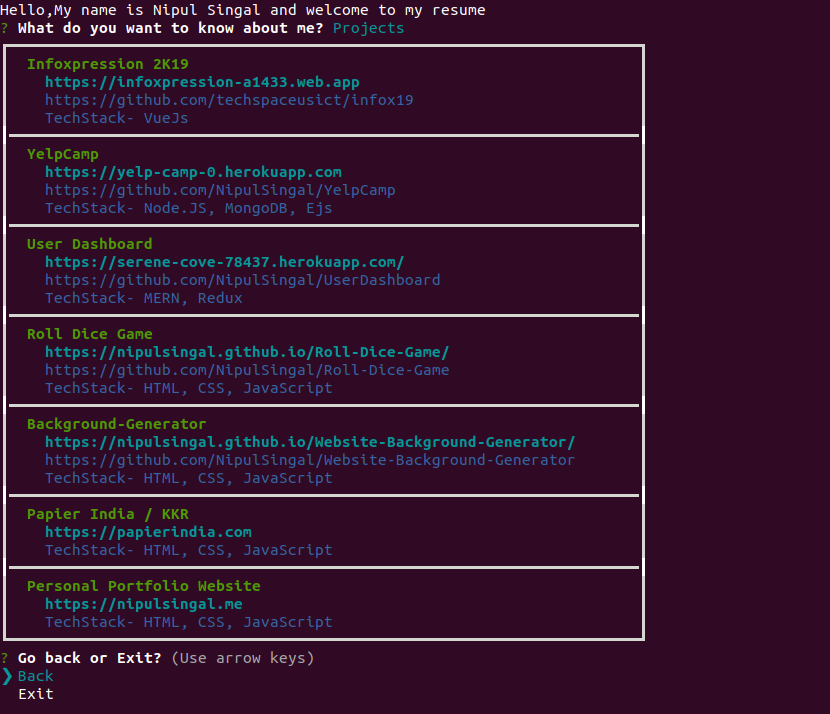 Hello,My name is Nipul Singal and welcome to my resume
? What do you want to know about me? Projects
Infoxpression 2K19
https://infoxpression-a1433.web.app
https://github.com/techspaceusict/infox19
TechStack- VueJs
YelpCamp
https://yelp-camp-0.herokuapp.com
https://github.com/NipulSingal/YelpCamp
TechStack- Node.JS, MongoDB, Ejs
User Dashboard
https://serene-cove-78437.herokuapp.com/
https://github.com/NipulSingal/UserDashboard
TechStack- MERN, Redux
Roll Dice Game
https://nipulsingal.github.io/Roll-Dice-Game/
https://github.com/NipulSingal/Roll-Dice-Game
TechStack- HTML, CSS, JavaScript
Background-Generator
https://nipulsingal.github.io/Website-Background-Generator/
https://github.com/NipulSingal/Website-Background-Generator
TechStack- HTML, CSS, JavaScript
Papier India / KKR
https://papierindia.com
TechStack- HTML, CSS, JavaScript
Personal Portfolio Website
https://nipulsingal.me
TechStack- HTML, CSS, JavaScript
? Go back or Exit? (Use arrow keys)
❯ Back
Exit